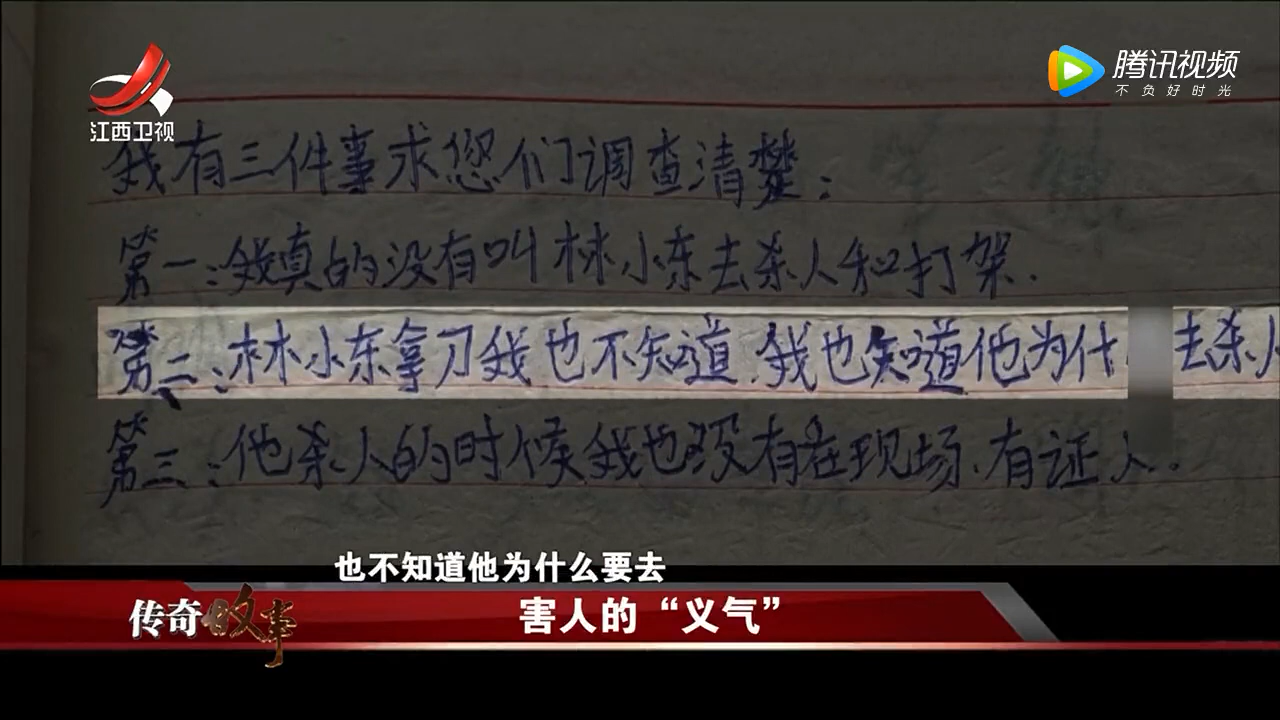 江西卫视
腾讯视频
不负好时光
我有三件事求您们调查清楚:
第一:我真的没有叫林小东去杀人和打架.
第二:林小东拿刀我也不知道.我也知道他为什 去杀人
第三:他杀人的时候我也没有在现场.有证人.
也不知道他为什么要去
传奇故事
害人的“义气”